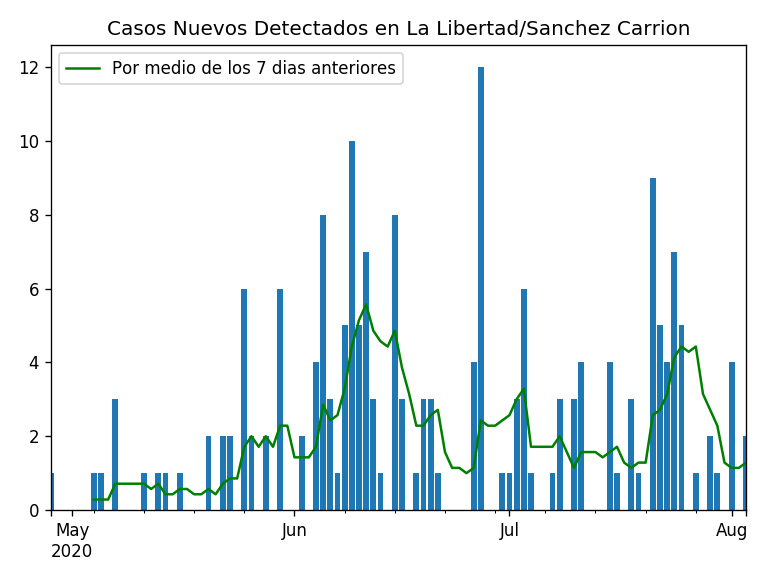 Casos Nuevos Detectados en La Libertad/Sanchez Carrion
Por medio de los 7 dias anteriores
12
10
8
6
4
2
0
May Jun Jul Aug
2020